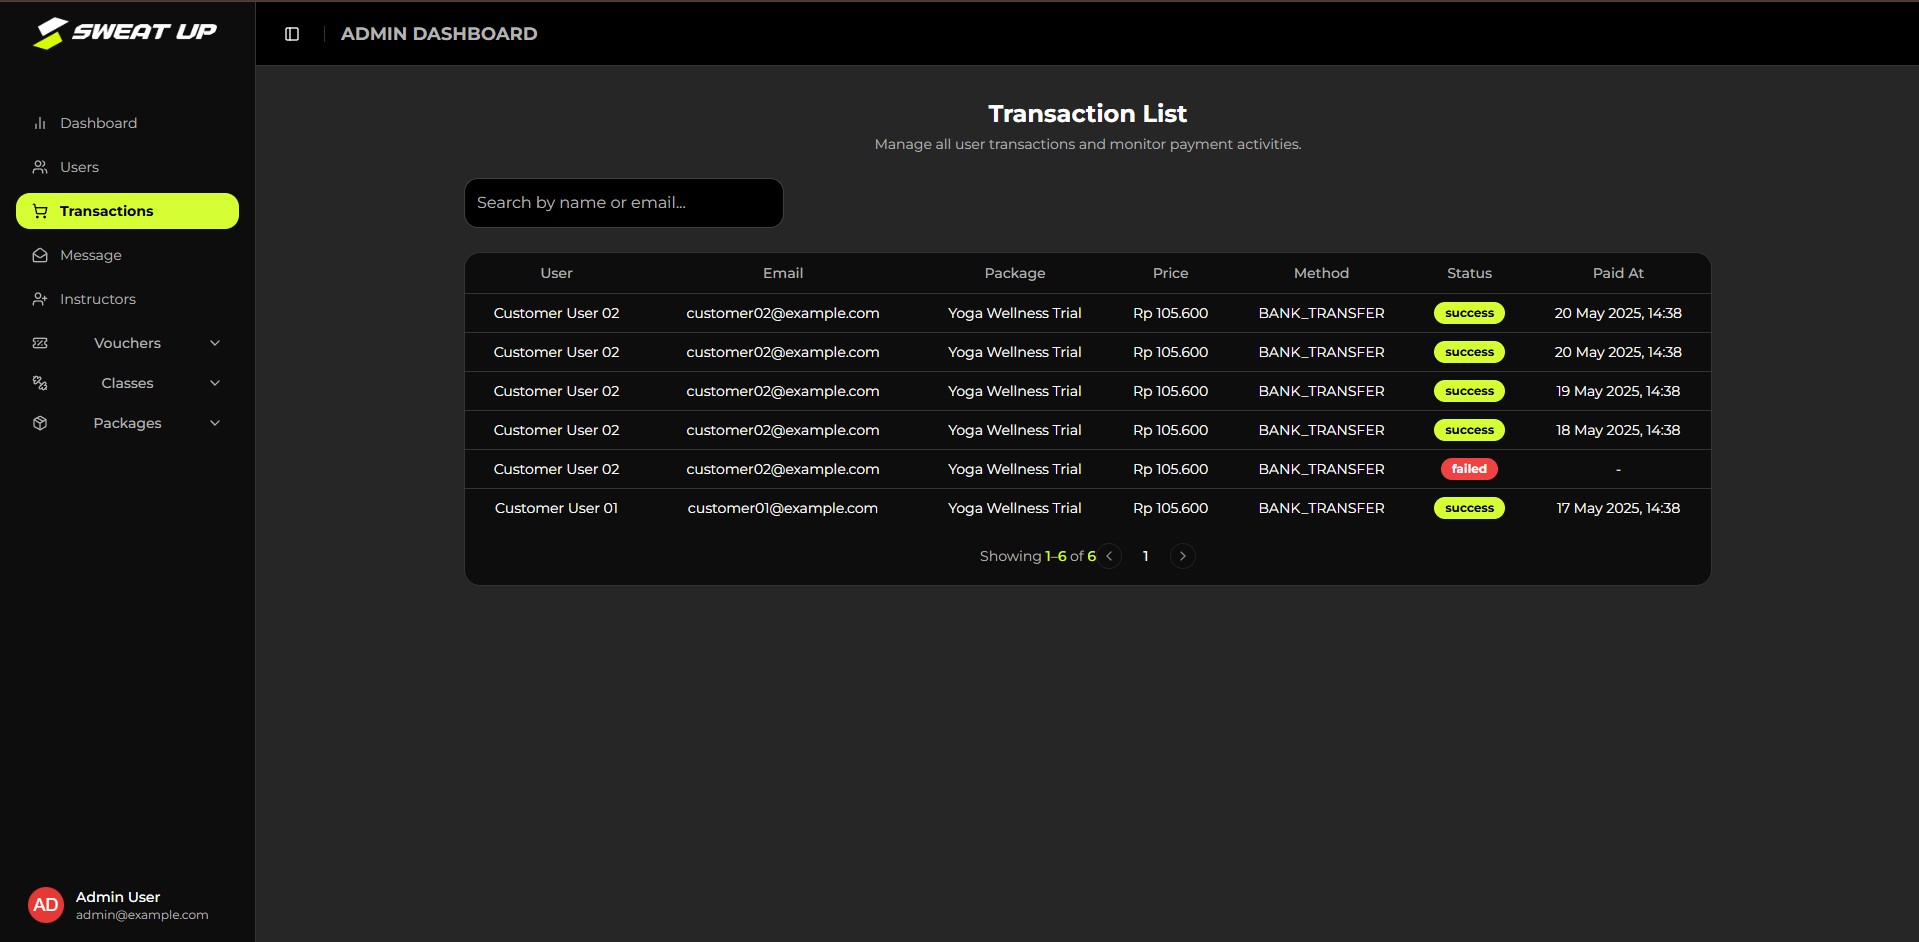 SWEAT UP
ADMIN DASHBOARD
Dashboard
Users
Transactions
Message
Instructors
Vouchers
Classes
Packages
Transaction List
Manage all user transactions and monitor payment activities.
Search by name or email...
User Email Package Price Method Status Paid At
Customer User 02 customer02@example.com Yoga Wellness Trial Rp 105.600 BANK_TRANSFER success 20 May 2025, 14:38
Customer User 02 customer02@example.com Yoga Wellness Trial Rp 105.600 BANK_TRANSFER success 20 May 2025, 14:38
Customer User 02 customer02@example.com Yoga Wellness Trial Rp 105.600 BANK_TRANSFER success 19 May 2025, 14:38
Customer User 02 customer02@example.com Yoga Wellness Trial Rp 105.600 BANK_TRANSFER success 18 May 2025, 14:38
Customer User 02 customer02@example.com Yoga Wellness Trial Rp 105.600 BANK_TRANSFER failed -
Customer User 01 customer01@example.com Yoga Wellness Trial Rp 105.600 BANK_TRANSFER success 17 May 2025, 14:38
Showing 1–6 of 6 1
AD
Admin User
admin@example.com